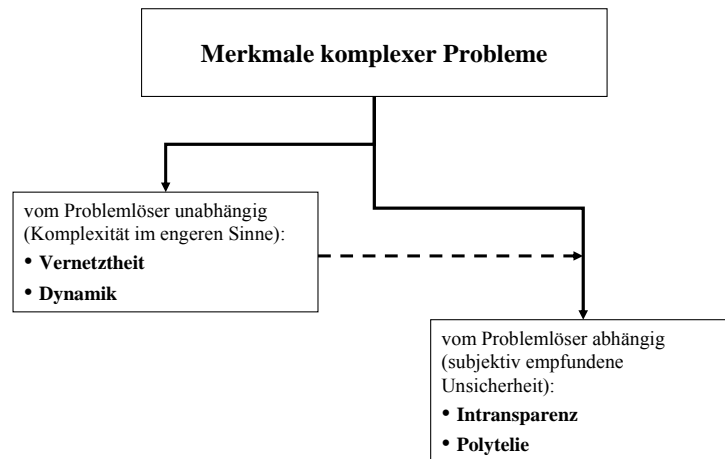 Merkmale komplexer Probleme
vom Problemlöser unabhängig
(Komplexität im engeren Sinne):
• Vernetztheit
• Dynamik
vom Problemlöser abhängig
(subjektiv empfundene
Unsicherheit):
• Intransparenz
• Polytelie